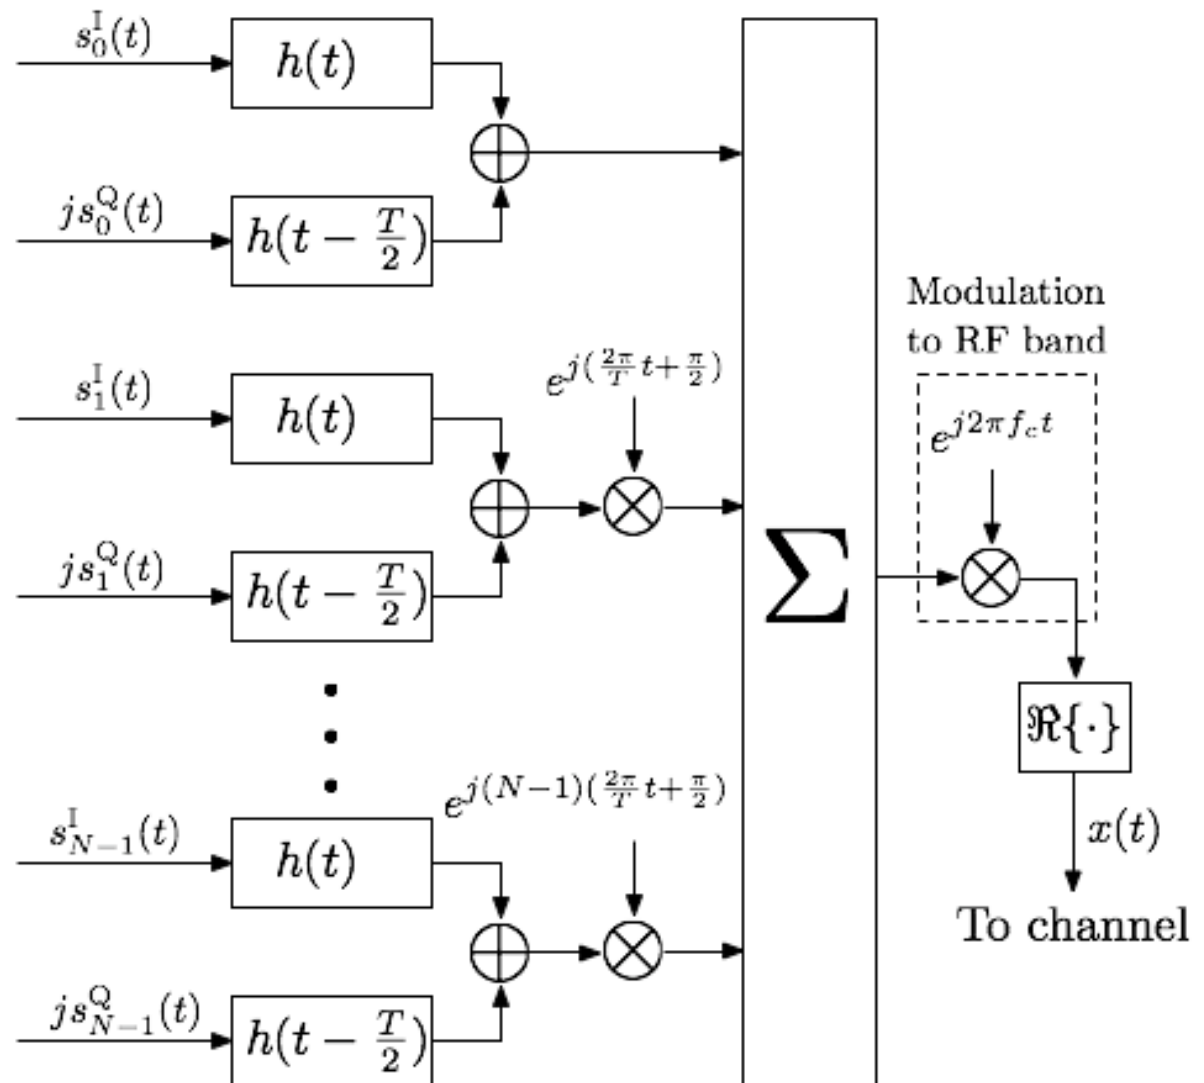 s_0^I(t)
h(t)
js_0^Q(t)
h(t − T/2)
s_1^I(t)
h(t)
e^{j(2π/T t + π/2)}
js_1^Q(t)
h(t − T/2)
s_{N−1}^I(t)
h(t)
e^{j(N−1)(2π/T t + π/2)}
js_{N−1}^Q(t)
h(t − T/2)
∑
Modulation
to RF band
e^{j2πf_c t}
ℜ{·}
x(t)
To channel